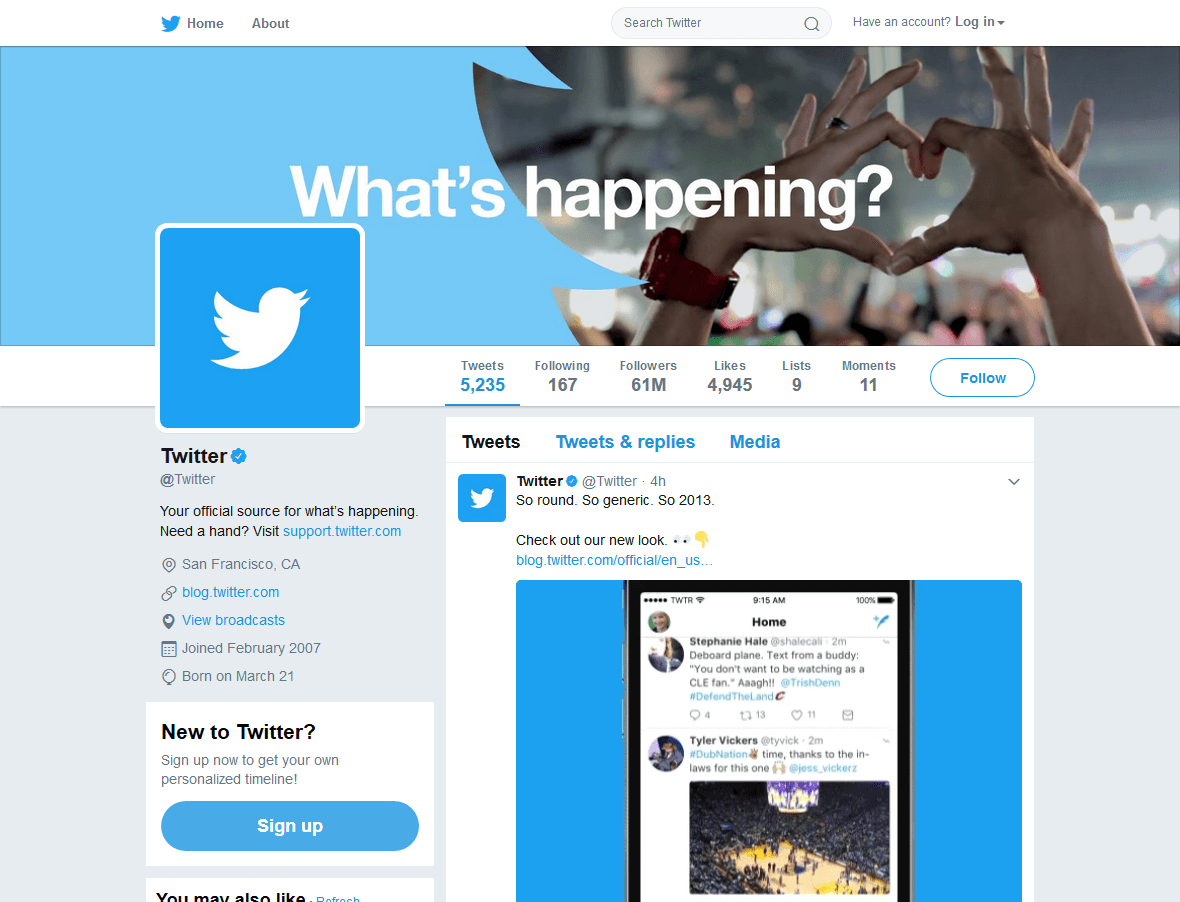 Home
About
Search Twitter
Have an account? Log in
What's happening?
Tweets
5,235
Following
167
Followers
61M
Likes
4,945
Lists
9
Moments
11
Follow
Twitter
@Twitter
Your official source for what's happening.
Need a hand? Visit support.twitter.com
San Francisco, CA
blog.twitter.com
View broadcasts
Joined February 2007
Born on March 21
New to Twitter?
Sign up now to get your own
personalized timeline!
Sign up
You may also like · Refresh
Tweets
Tweets & replies
Media
Twitter @Twitter · 4h
So round. So generic. So 2013.
Check out our new look. 👀👇
blog.twitter.com/official/en_us…
TWTR
9:15 AM
100%
Home
Stephanie Hale @shalecali · 2m
Deboard plane. Text from a buddy:
"You don't want to be watching as a
CLE fan." Aaagh!! @TrishDenn
#DefendTheLand
4
13
11
Tyler Vickers @tyvick · 2m
#DubNation✌🏾 time, thanks to the in-
laws for this one 🙌🏻 @jess_vickerz